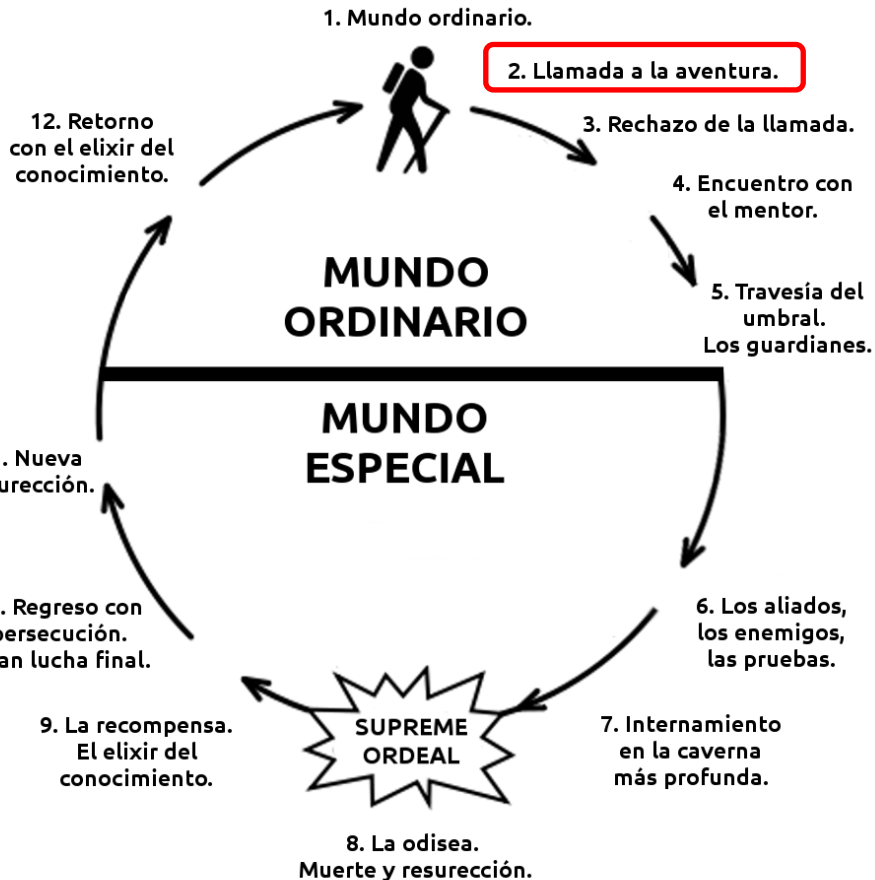 1. Mundo ordinario.
2. Llamada a la aventura.
3. Rechazo de la llamada.
4. Encuentro con
el mentor.
5. Travesía del
umbral.
Los guardianes.
6. Los aliados,
los enemigos,
las pruebas.
7. Internamiento
en la caverna
más profunda.
8. La odisea.
Muerte y resurección.
9. La recompensa.
El elixir del
conocimiento.
. Regreso con
persecución.
lucha final.
. Nueva
12. Retorno
con el elixir del
conocimiento.
MUNDO
ORDINARIO
MUNDO
ESPECIAL
SUPREME
ORDEAL